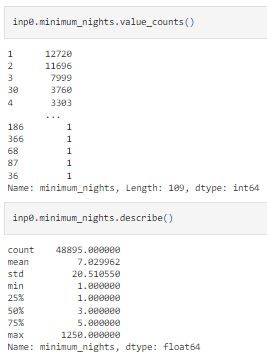 inp0.minimum_nights.value_counts()
1      12720
2      11696
3       7999
30      3760
4       3303
       ...
186        1
366        1
68         1
87         1
36         1
Name: minimum_nights, Length: 109, dtype: int64
inp0.minimum_nights.describe()
count    48895.000000
mean         7.029962
std         20.510550
min          1.000000
25%          1.000000
50%          3.000000
75%          5.000000
max       1250.000000
Name: minimum_nights, dtype: float64